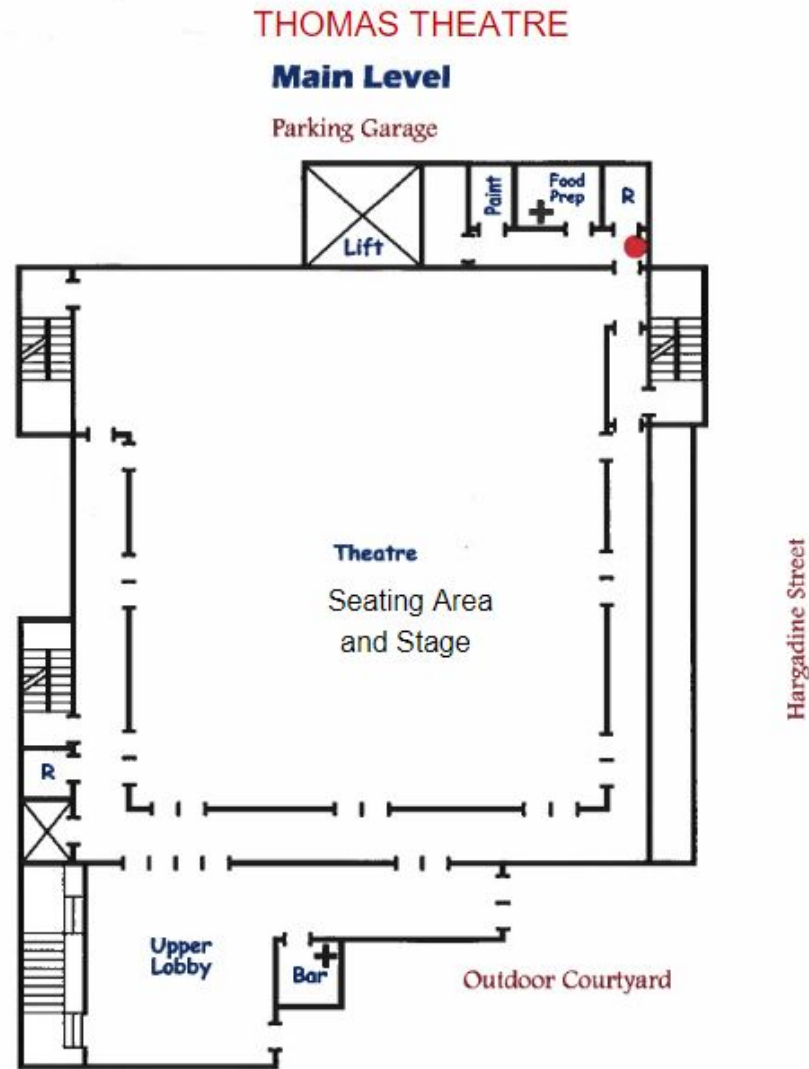 THOMAS THEATRE
Main Level
Parking Garage
Paint
Food
Prep
R
Lift
Theatre
Seating Area
and Stage
Hargadine Street
R
Upper
Lobby
Bar
Outdoor Courtyard